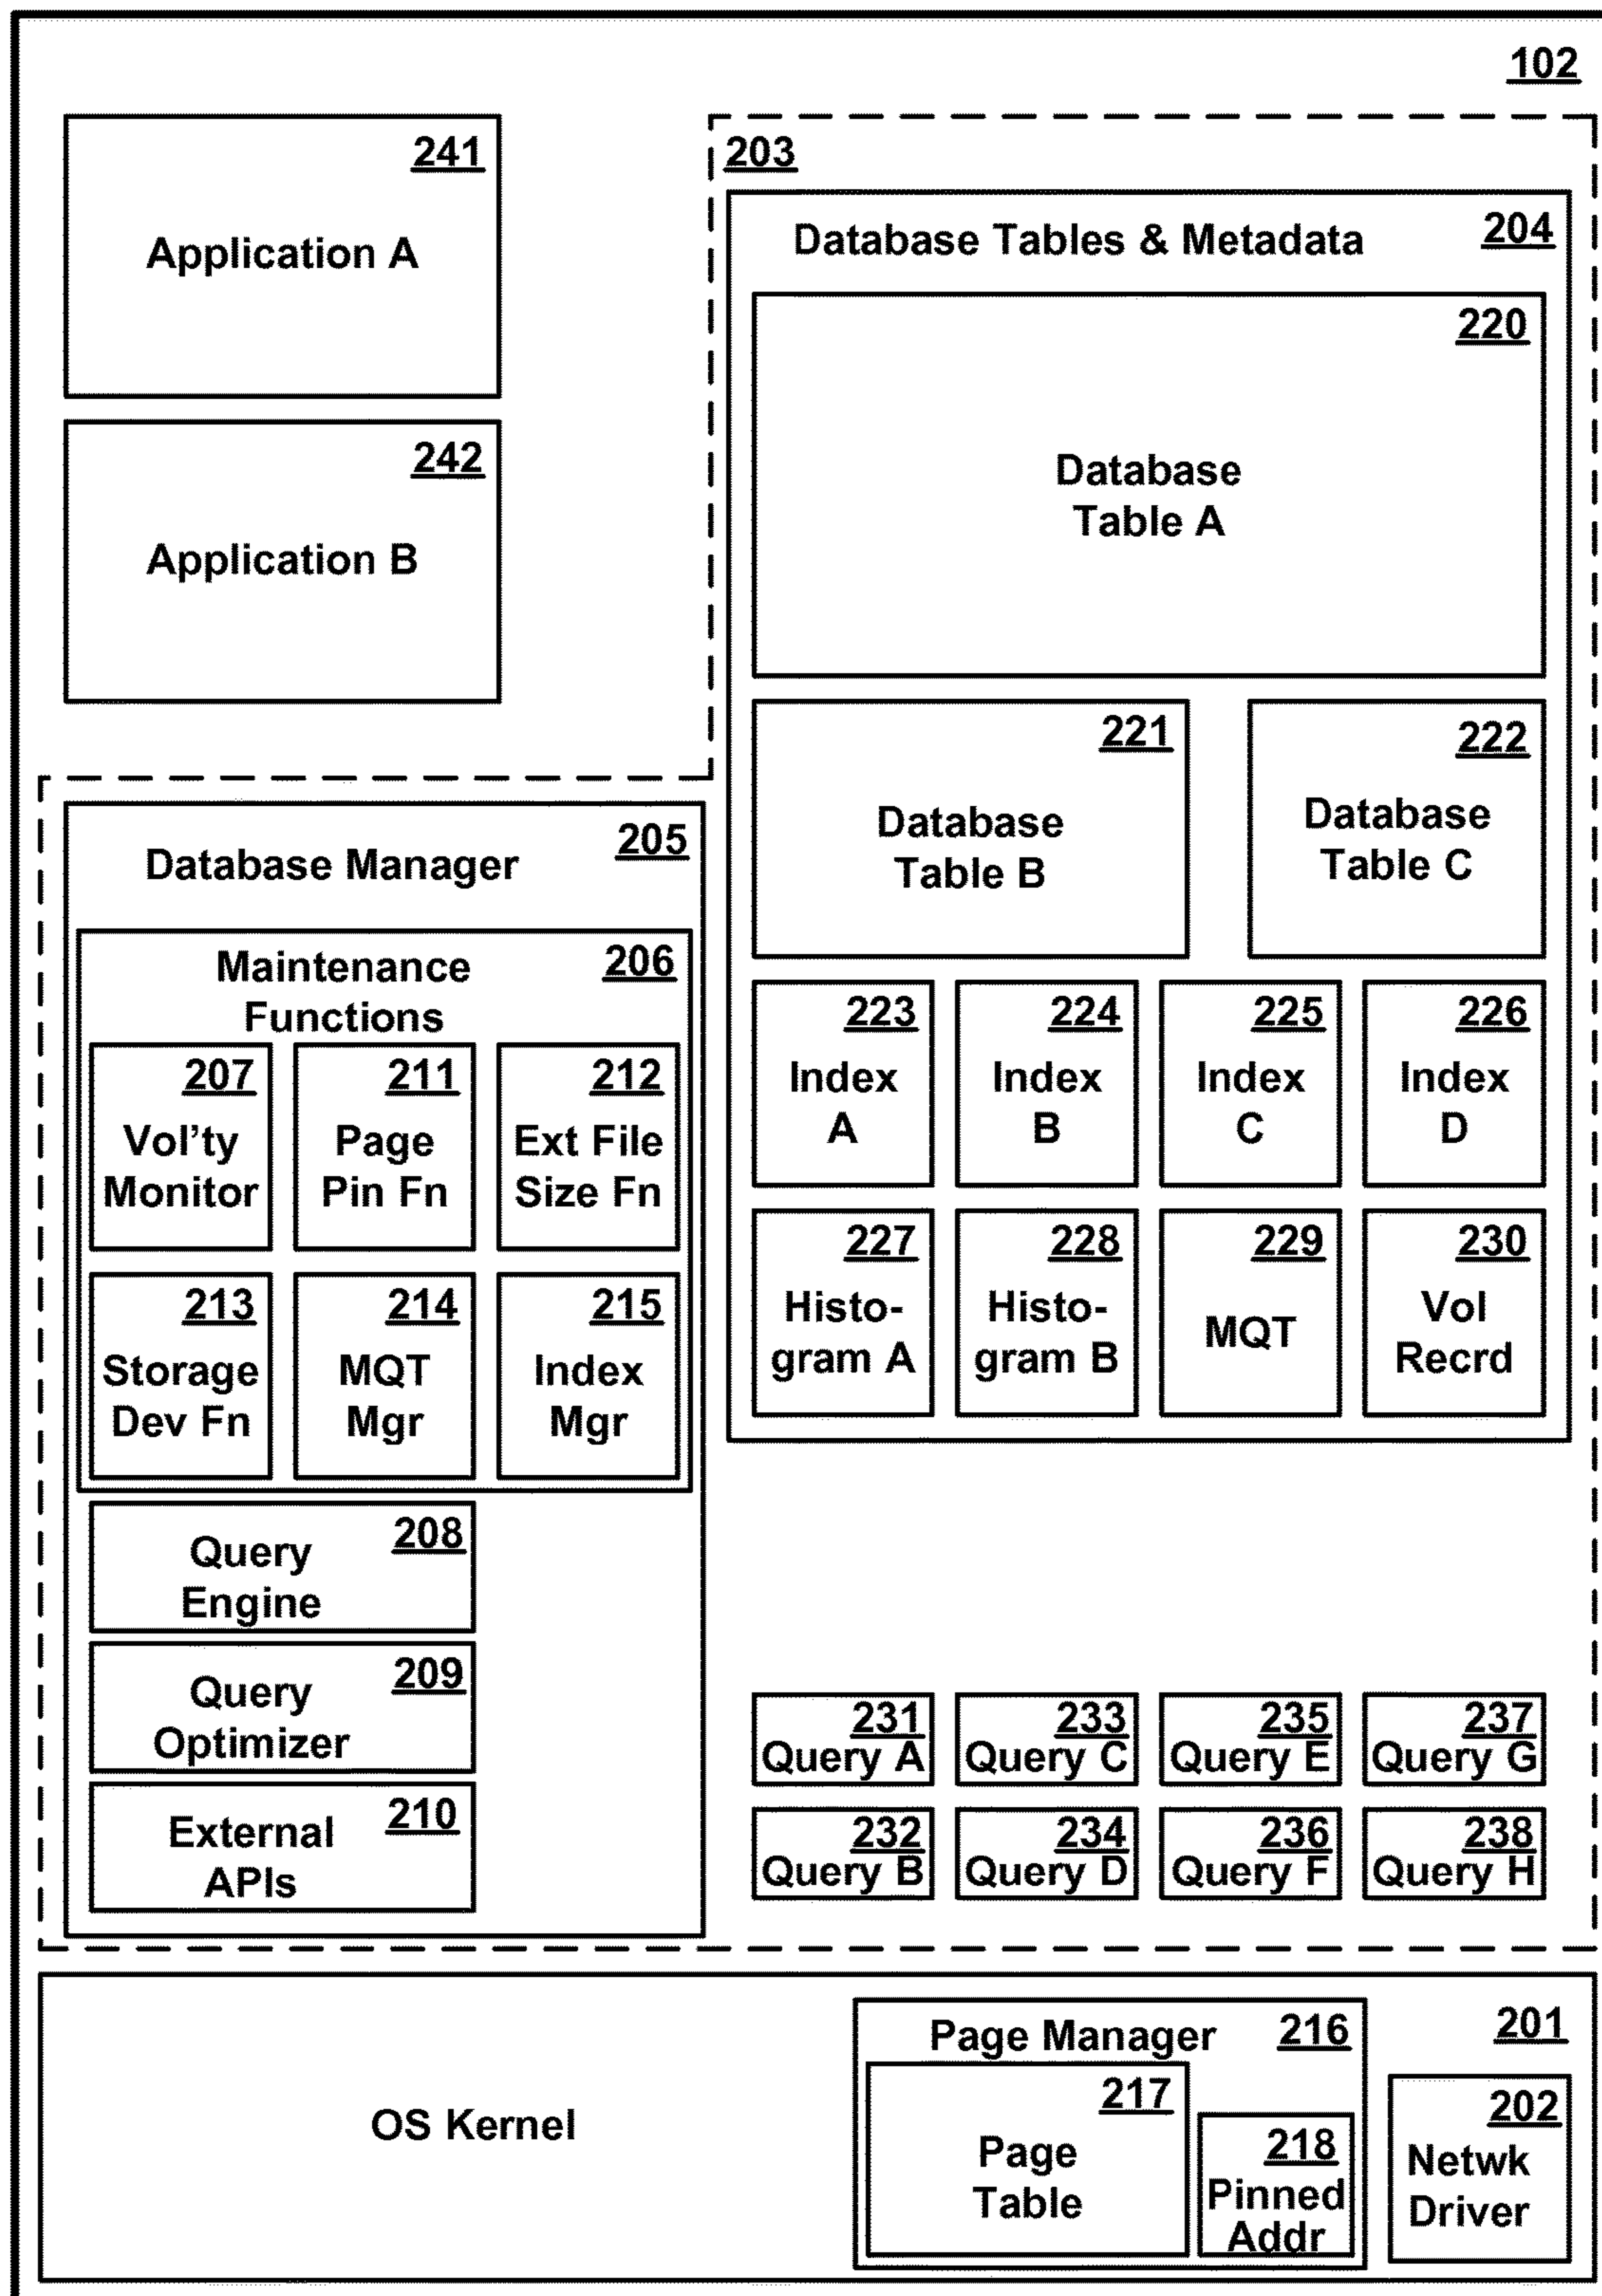 102
241
Application A
242
Application B
203
204
Database Tables & Metadata
220
Database
Table A
221
Database
Table B
222
Database
Table C
223
Index
A
224
Index
B
225
Index
C
226
Index
D
227
Histo-
gram A
228
Histo-
gram B
229
MQT
230
Vol
Recrd
205
Database Manager
206
Maintenance
Functions
207
Vol'ty
Monitor
211
Page
Pin Fn
212
Ext File
Size Fn
213
Storage
Dev Fn
214
MQT
Mgr
215
Index
Mgr
208
Query
Engine
209
Query
Optimizer
210
External
APIs
231
Query A
233
Query C
235
Query E
237
Query G
232
Query B
234
Query D
236
Query F
238
Query H
201
OS Kernel
216
Page Manager
217
Page
Table
218
Pinned
Addr
202
Netwk
Driver